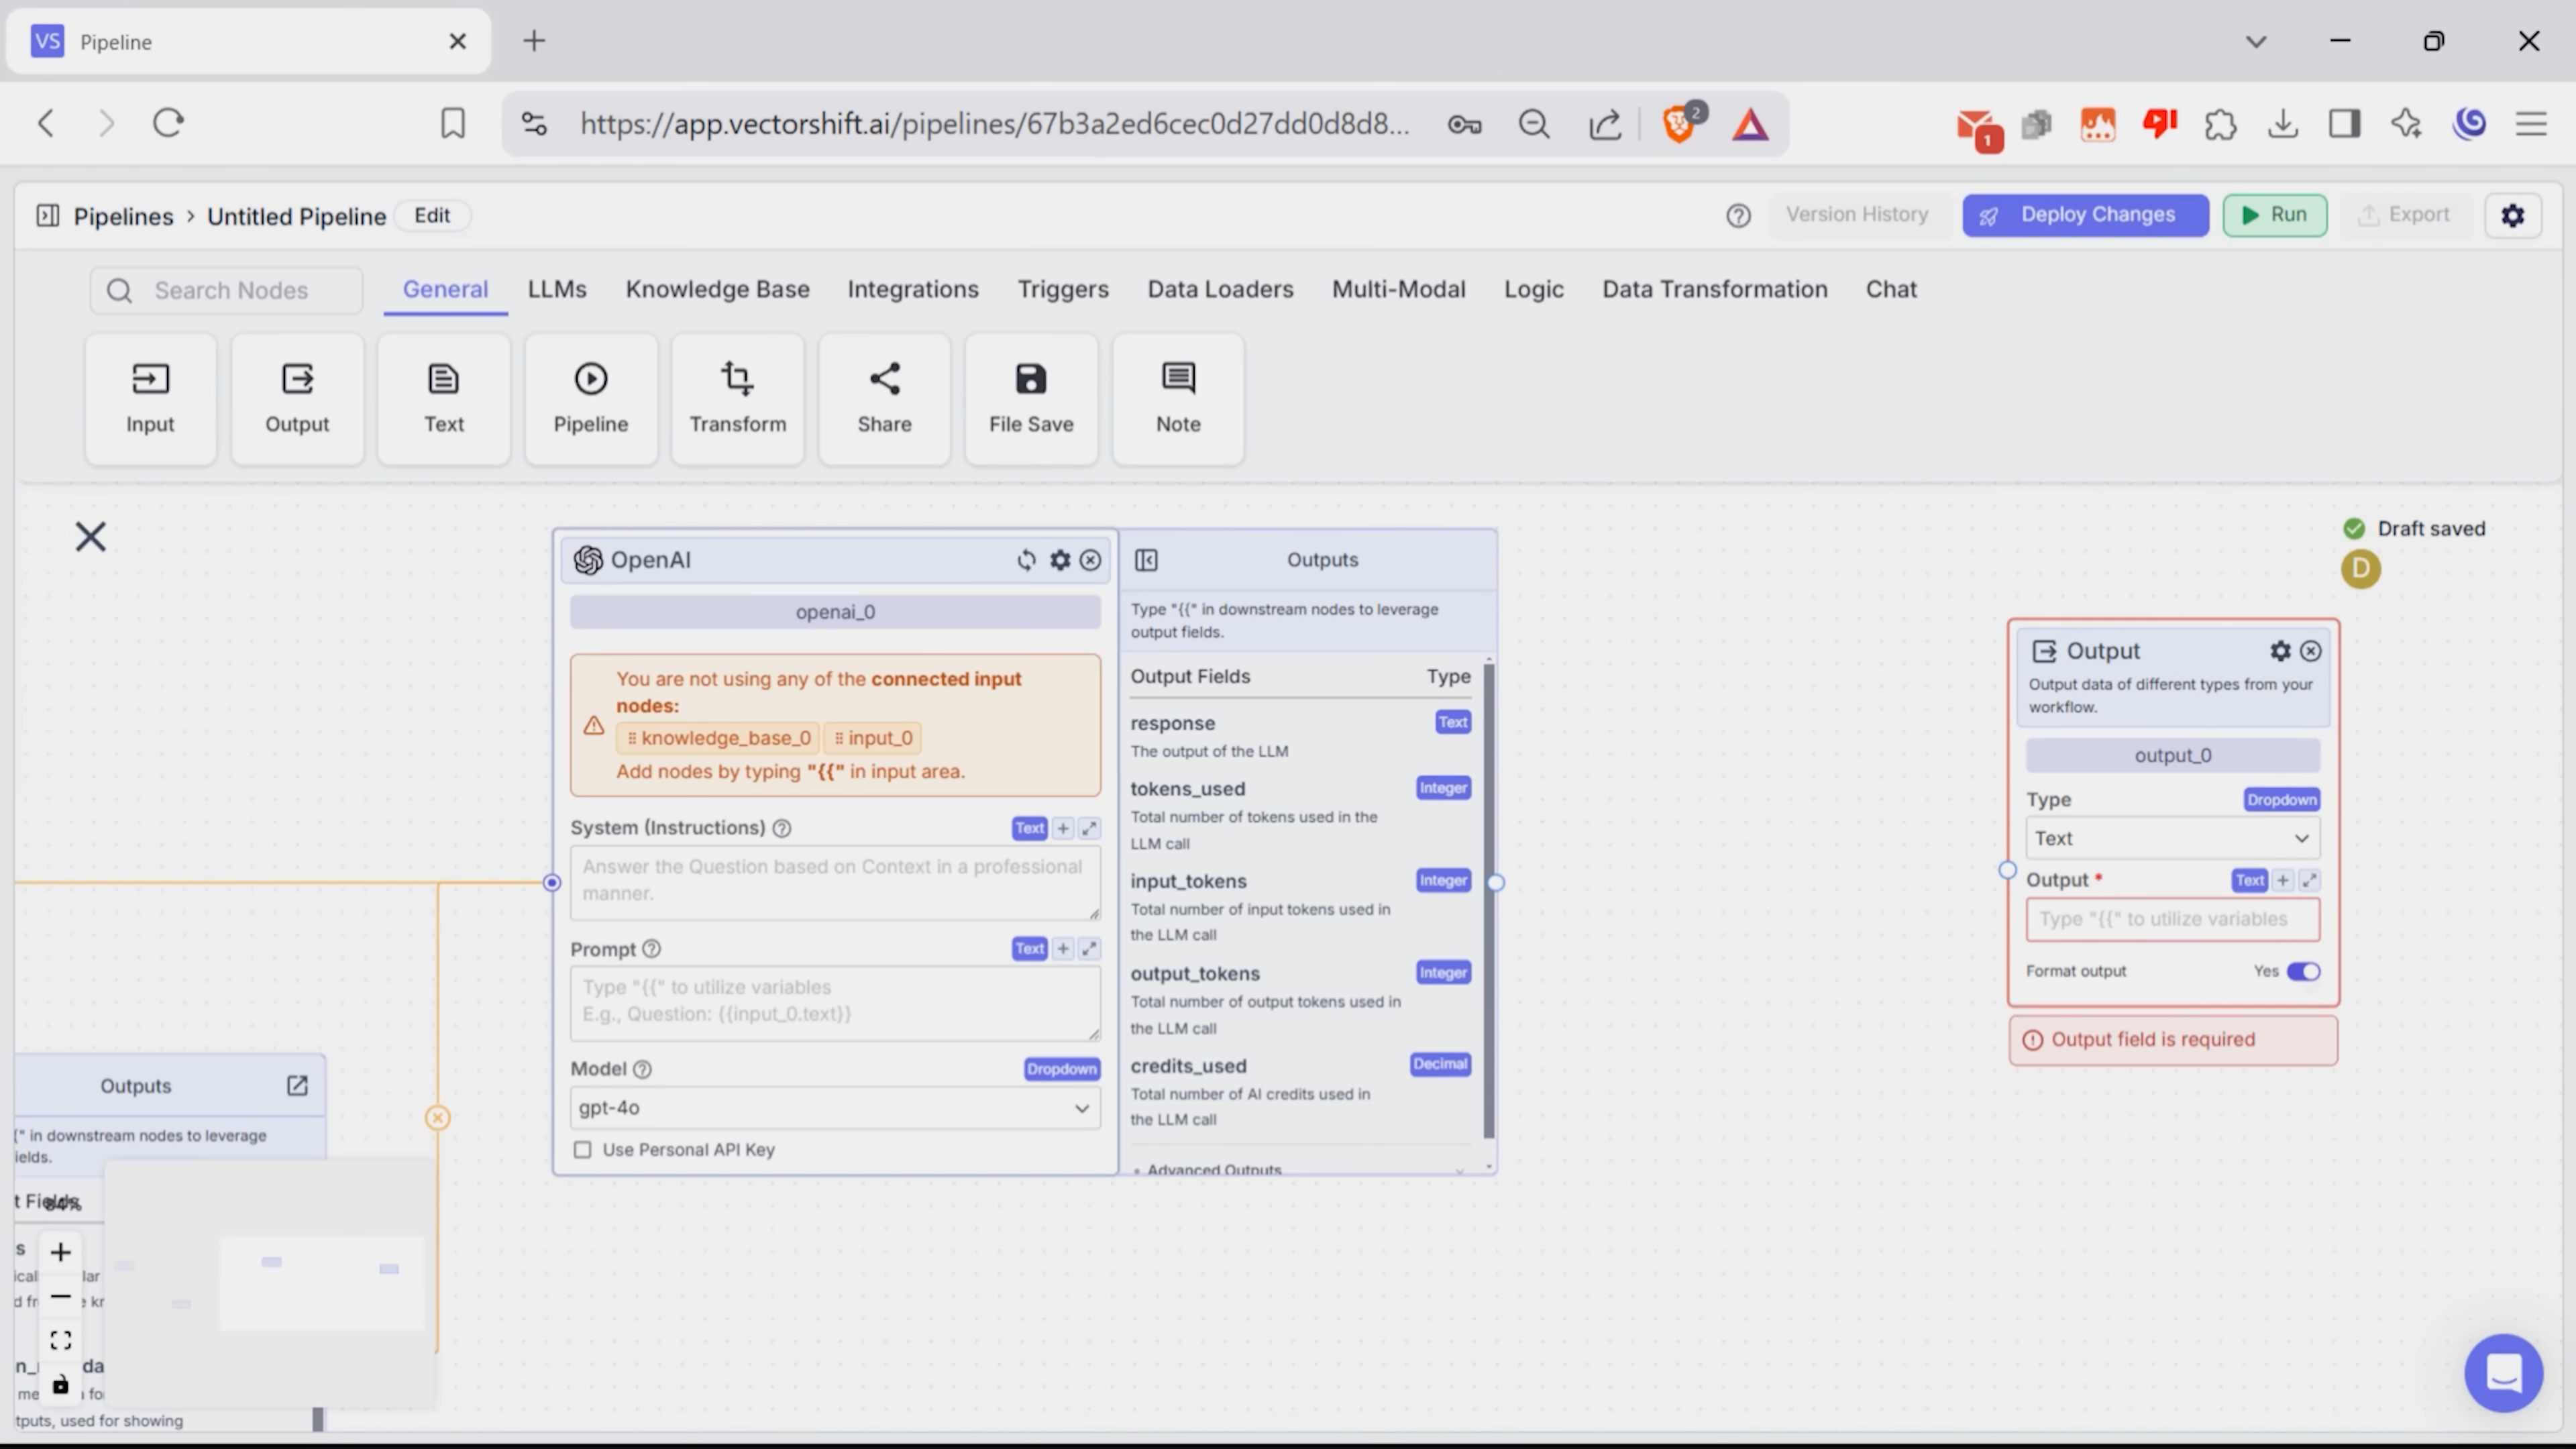 VS Pipeline
https://app.vectorshift.ai/pipelines/67b3a2ed6cec0d27dd0d8d8...
2
1
Pipelines > Untitled Pipeline Edit
Version History Deploy Changes Run Export
Search Nodes General LLMs Knowledge Base Integrations Triggers Data Loaders Multi-Modal Logic Data Transformation Chat
Input Output Text Pipeline Transform Share File Save Note
Draft saved
D
OpenAI
openai_0
You are not using any of the connected input
nodes:
knowledge_base_0 input_0
Add nodes by typing "{{" in input area.
System (Instructions) Text
Answer the Question based on Context in a professional
manner.
Prompt Text
Type "{{" to utilize variables
E.g., Question: {{input_0.text}}
Model Dropdown
gpt-4o
Use Personal API Key
Outputs
Type "{{" in downstream nodes to leverage
output fields.
Output Fields Type
response Text
The output of the LLM
tokens_used Integer
Total number of tokens used in the
LLM call
input_tokens Integer
Total number of input tokens used in
the LLM call
output_tokens Integer
Total number of output tokens used in
the LLM call
credits_used Decimal
Total number of AI credits used in
the LLM call
Advanced Outputs
Output
Output data of different types from your
workflow.
output_0
Type Dropdown
Text
Output * Text
Type "{{" to utilize variables
Format output Yes
Output field is required
Outputs
{" in downstream nodes to leverage
ields.
84%
tputs, used for showing